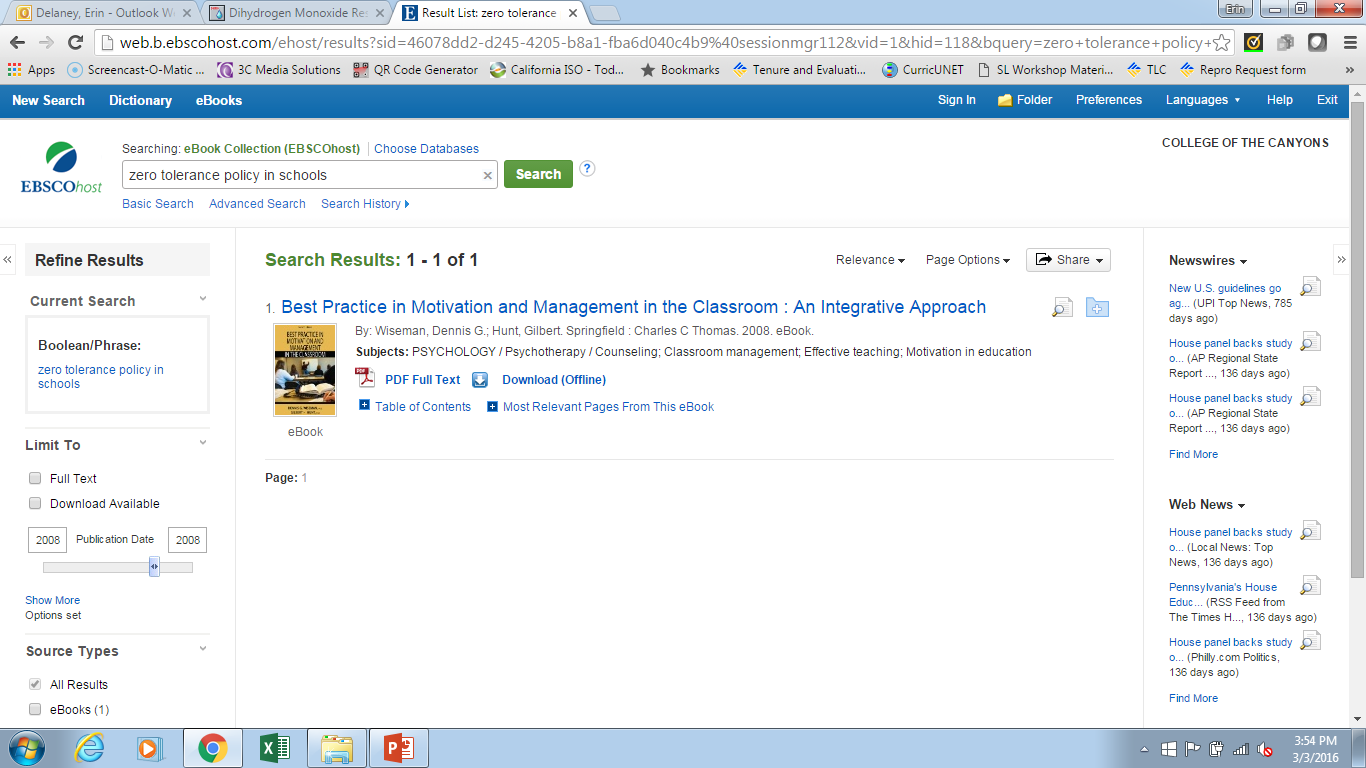 Delaney, Erin - Outlook W
Dihydrogen Monoxide Res
Result List: zero tolerance
Erin
web.b.ebscohost.com/ehost/results?sid=46078dd2-d245-4205-b8a1-fba6d040c4b9%40sessionmgr112&vid=1&hid=118&bquery=zero+tolerance+policy+
Apps
Screencast-O-Matic ...
3C Media Solutions
QR Code Generator
California ISO - Tod...
Bookmarks
Tenure and Evaluati...
CurricUNET
SL Workshop Materi...
TLC
Repro Request form
»
New Search
Dictionary
eBooks
Sign In
Folder
Preferences
Languages
Help
Exit
EBSCOhost
Searching: eBook Collection (EBSCOhost)
Choose Databases
zero tolerance policy in schools
Search
?
Basic Search
Advanced Search
Search History
COLLEGE OF THE CANYONS
«
Refine Results
Current Search
Boolean/Phrase:
zero tolerance policy in
schools
Limit To
Full Text
Download Available
2008
Publication Date
2008
Show More
Options set
Source Types
All Results
eBooks (1)
Search Results: 1 - 1 of 1
Relevance
Page Options
Share
1. Best Practice in Motivation and Management in the Classroom : An Integrative Approach
BEST PRACTICE IN
MOTIVATION AND
MANAGEMENT
IN THE CLASSROOM
By: Wiseman, Dennis G.; Hunt, Gilbert. Springfield : Charles C Thomas. 2008. eBook.
Subjects: PSYCHOLOGY / Psychotherapy / Counseling; Classroom management; Effective teaching; Motivation in education
PDF Full Text
Download (Offline)
Table of Contents
Most Relevant Pages From This eBook
eBook
Page: 1
»
Newswires
New U.S. guidelines go
ag... (UPI Top News, 785
days ago)
House panel backs study
o... (AP Regional State
Report ..., 136 days ago)
House panel backs study
o... (AP Regional State
Report ..., 136 days ago)
Find More
Web News
House panel backs study
o... (Local News: Top
News, 136 days ago)
Pennsylvania's House
Educ... (RSS Feed from
The Times H..., 136 days ago)
House panel backs study
o... (Philly.com Politics,
136 days ago)
Find More
3:54 PM
3/3/2016